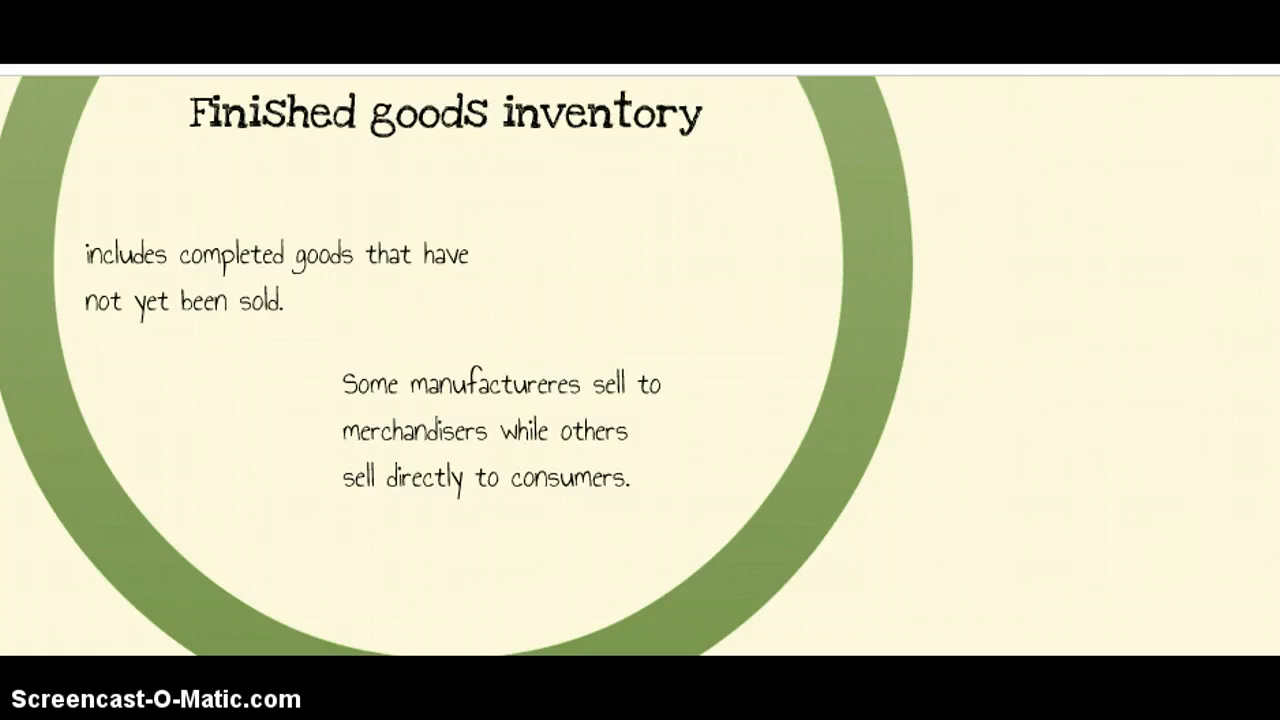 Finished goods inventory
includes completed goods that have
not yet been sold.
Some manufactureres sell to
merchandisers while others
sell directly to consumers.
Screencast-O-Matic.com